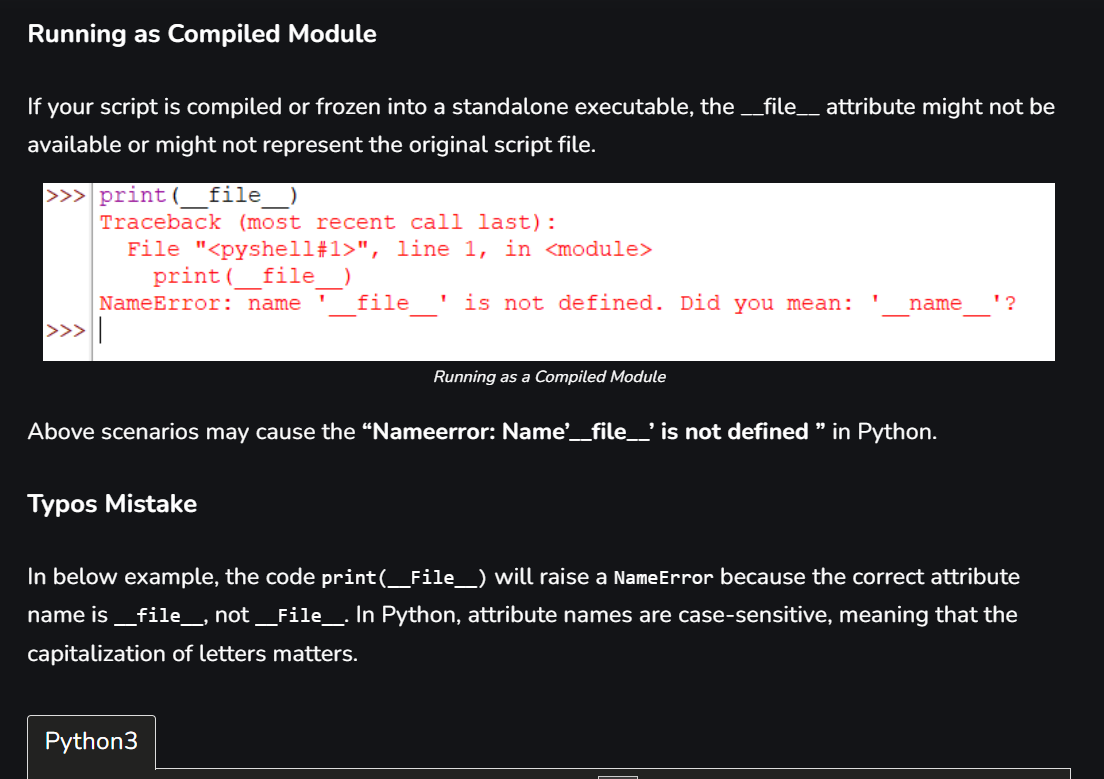 Running as Compiled Module
If your script is compiled or frozen into a standalone executable, the __file__ attribute might not be
available or might not represent the original script file.
>>> print(__file__)
Traceback (most recent call last):
  File "<pyshell#1>", line 1, in <module>
    print(__file__)
NameError: name '__file__' is not defined. Did you mean: '__name__'?
>>>
Running as a Compiled Module
Above scenarios may cause the “Nameerror: Name’__file__’ is not defined ” in Python.
Typos Mistake
In below example, the code print(__File__) will raise a NameError because the correct attribute
name is __file__, not __File__. In Python, attribute names are case-sensitive, meaning that the
capitalization of letters matters.
Python3